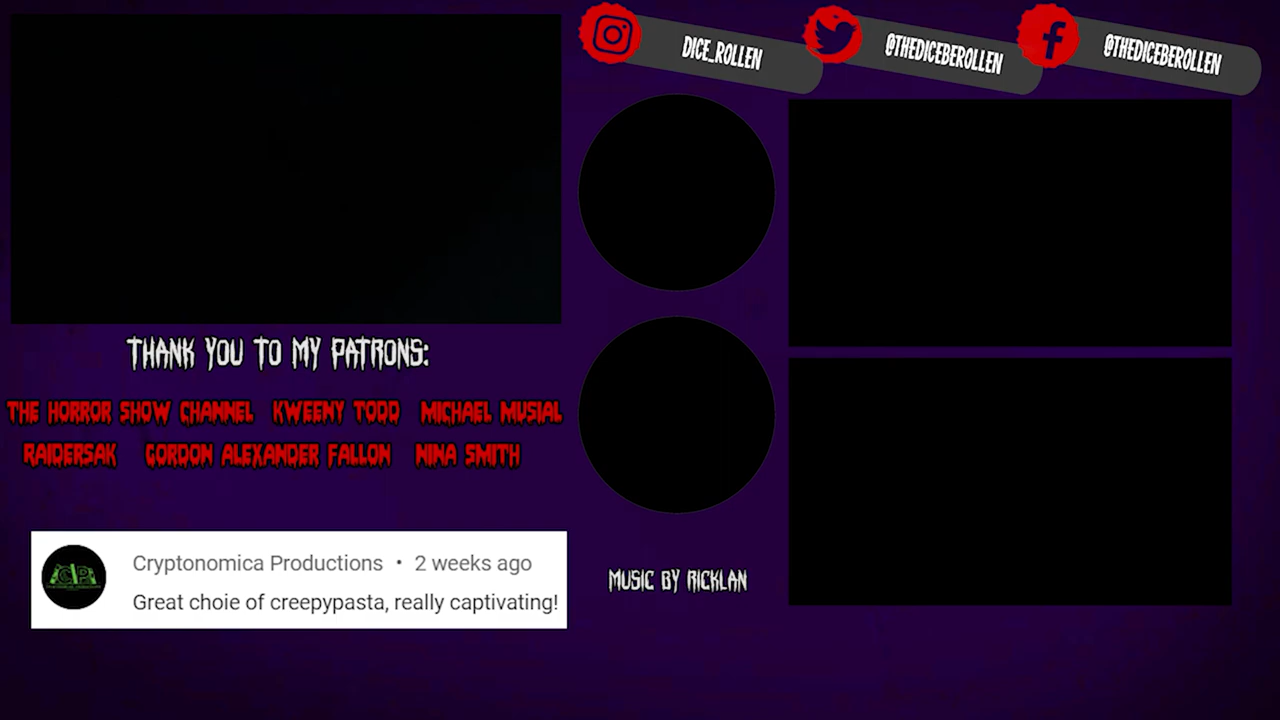 DICE_ROLLEN
@THEDICEBEROLLEN
@THEDICEBEROLLEN
THANK YOU TO MY PATRONS:
THE HORROR SHOW CHANNEL KWEENY TODD MICHAEL MUSIAL
RAIDERSAK GORDON ALEXANDER FALLON NINA SMITH
Cryptonomica Productions • 2 weeks ago
Great choie of creepypasta, really captivating!
MUSIC BY RICKLAN